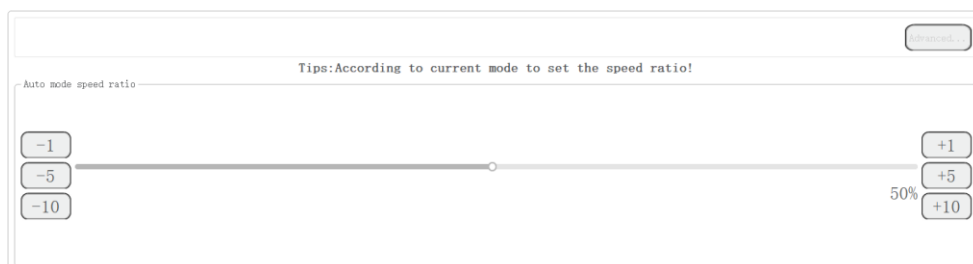 Advanced...
Tips:According to current mode to set the speed ratio!
Auto mode speed ratio
-1
+1
-5
+5
50%
-10
+10